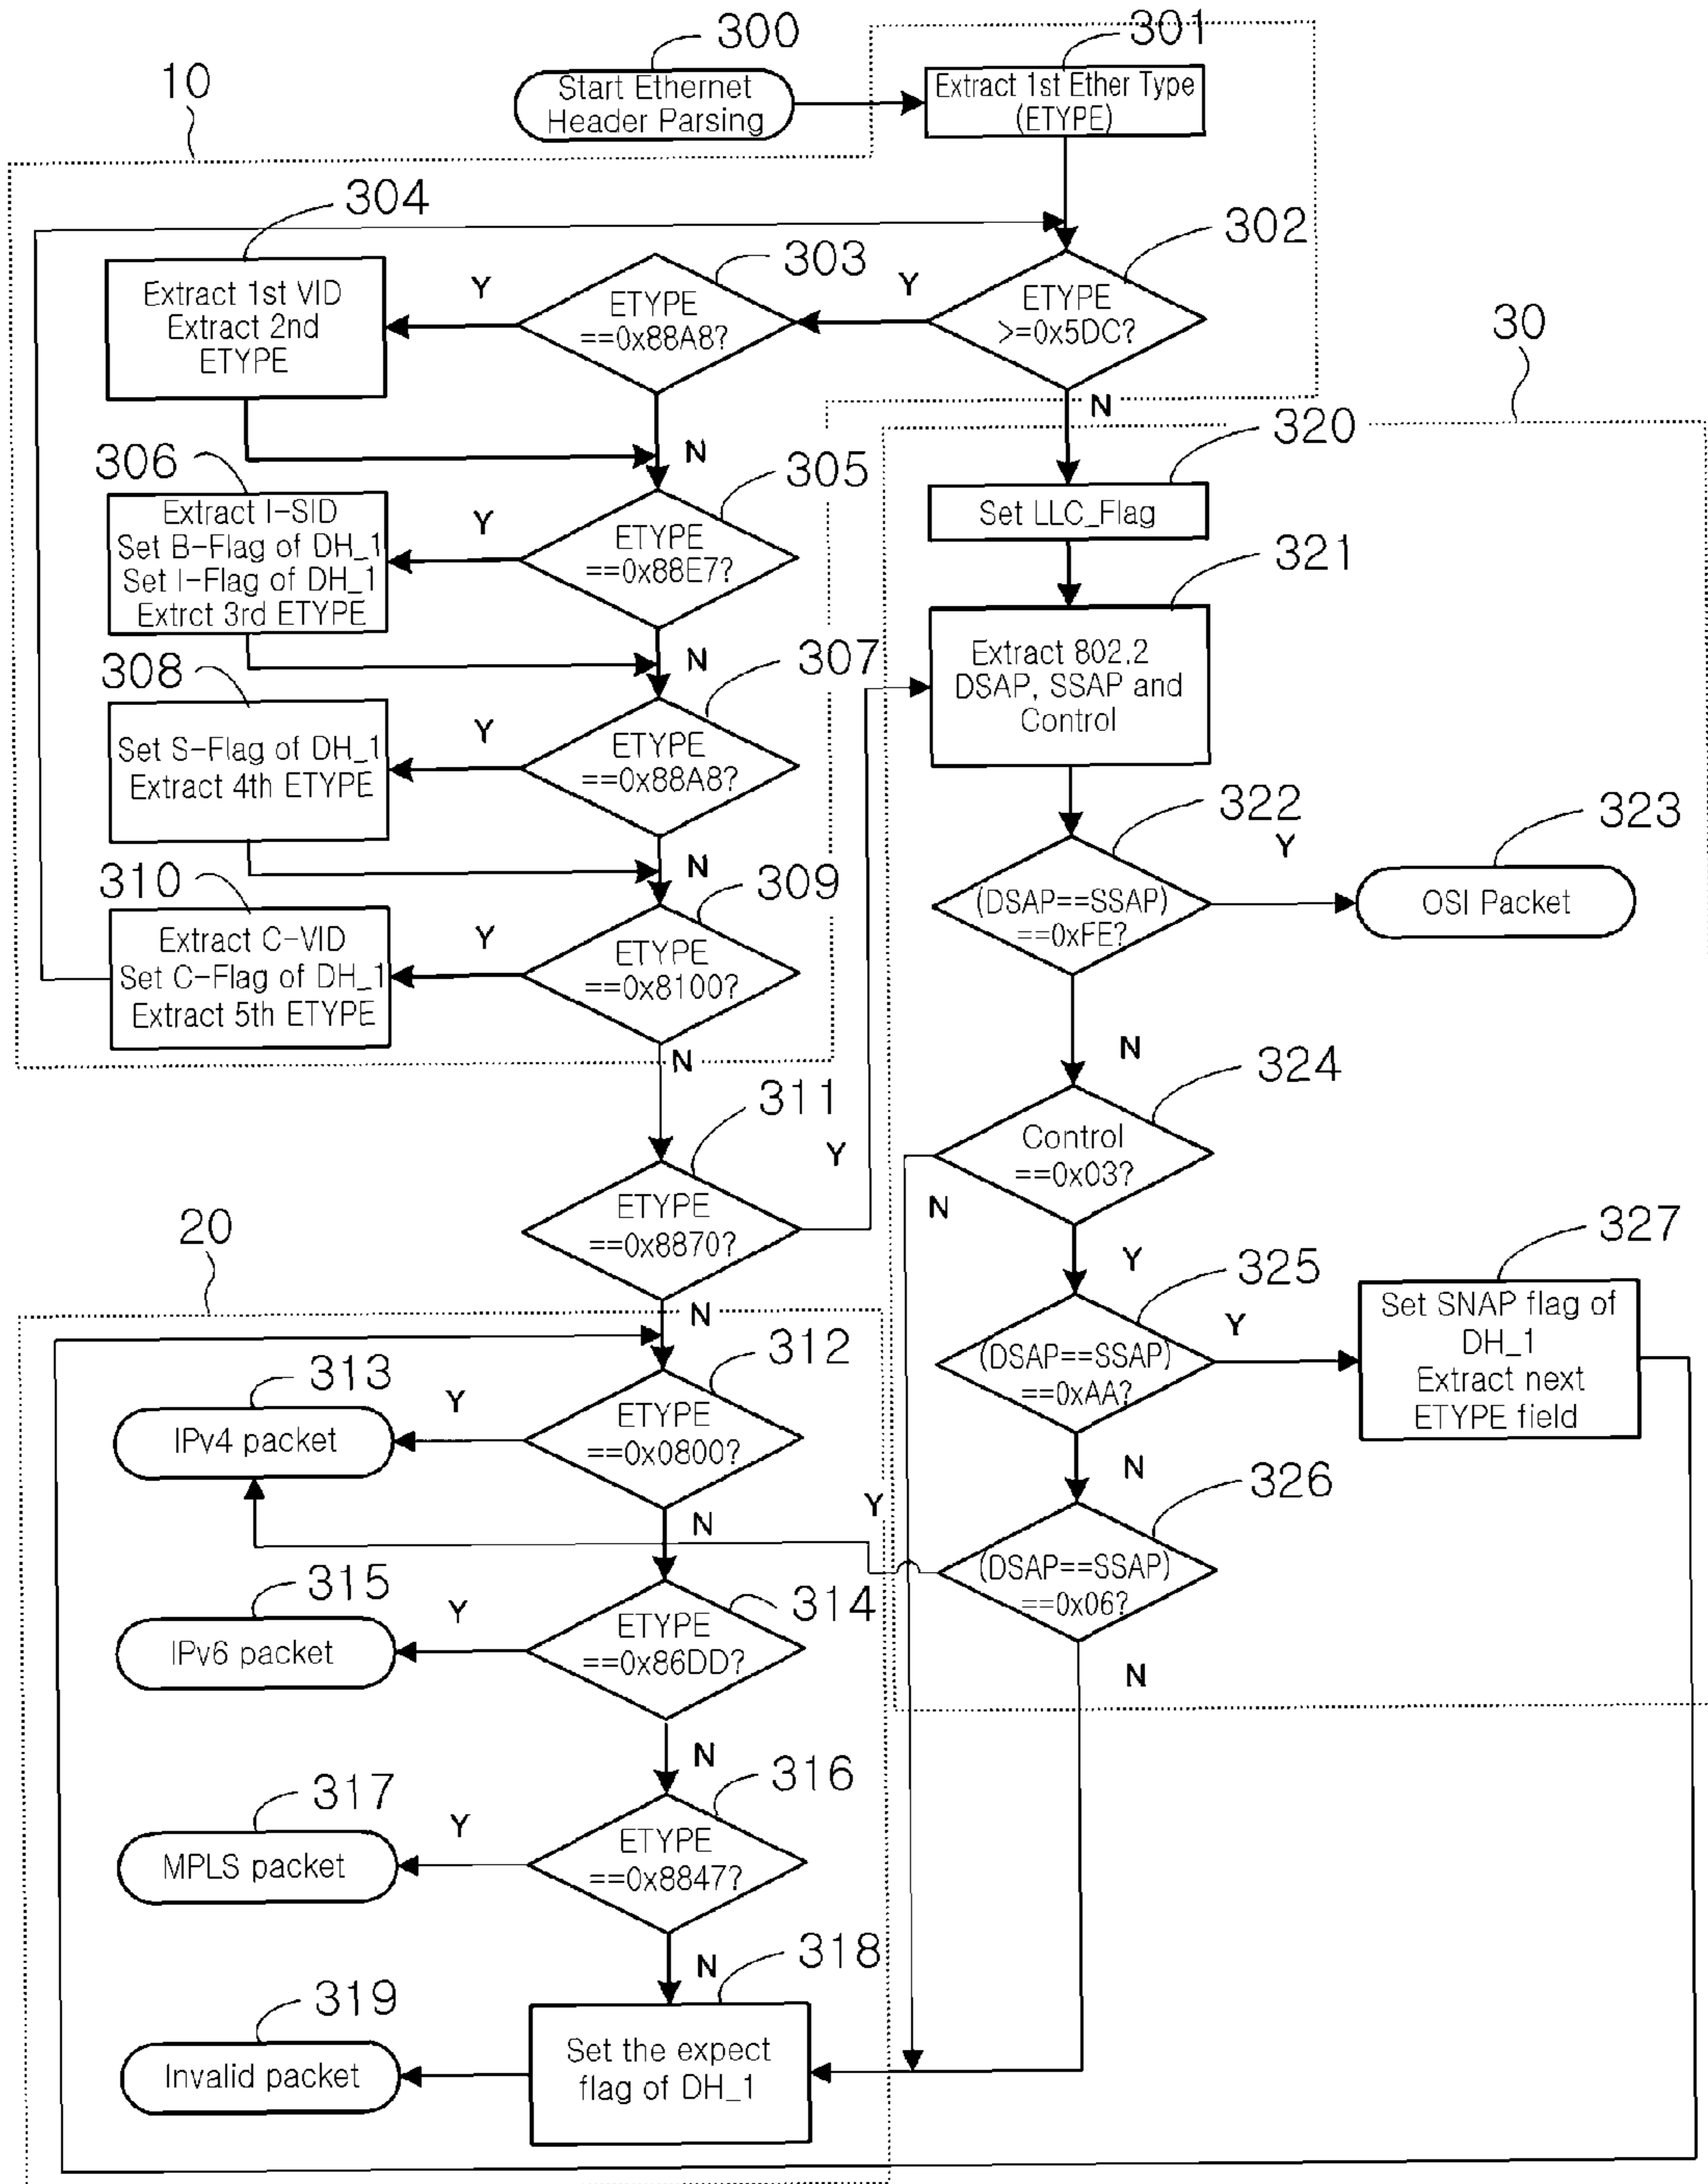 300
301
Start Ethernet
Header Parsing
Extract 1st Ether Type
(ETYPE)
10
304
303
302
Extract 1st VID
Extract 2nd
ETYPE
Y
ETYPE
==0x88A8?
Y
ETYPE
>=0x5DC?
N
N
30
306
305
320
Extract I-SID
Set B-Flag of DH_1
Set I-Flag of DH_1
Extrct 3rd ETYPE
Y
ETYPE
==0x88E7?
N
Set LLC_Flag
321
308
307
Set S-Flag of DH_1
Extract 4th ETYPE
Y
ETYPE
==0x88A8?
N
Extract 802.2
DSAP, SSAP and
Control
322
323
310
309
Extract C-VID
Set C-Flag of DH_1
Extract 5th ETYPE
Y
ETYPE
==0x8100?
N
(DSAP==SSAP)
==0xFE?
Y
OSI Packet
N
311
324
ETYPE
==0x8870?
Y
N
Control
==0x03?
N
Y
20
325
327
313
312
IPv4 packet
Y
ETYPE
==0x0800?
N
(DSAP==SSAP)
==0xAA?
Y
Set SNAP flag of
DH_1
Extract next
ETYPE field
N
326
315
314
IPv6 packet
Y
ETYPE
==0x86DD?
N
Y
(DSAP==SSAP)
==0x06?
N
317
316
MPLS packet
Y
ETYPE
==0x8847?
N
319
318
Invalid packet
Set the expect
flag of DH_1